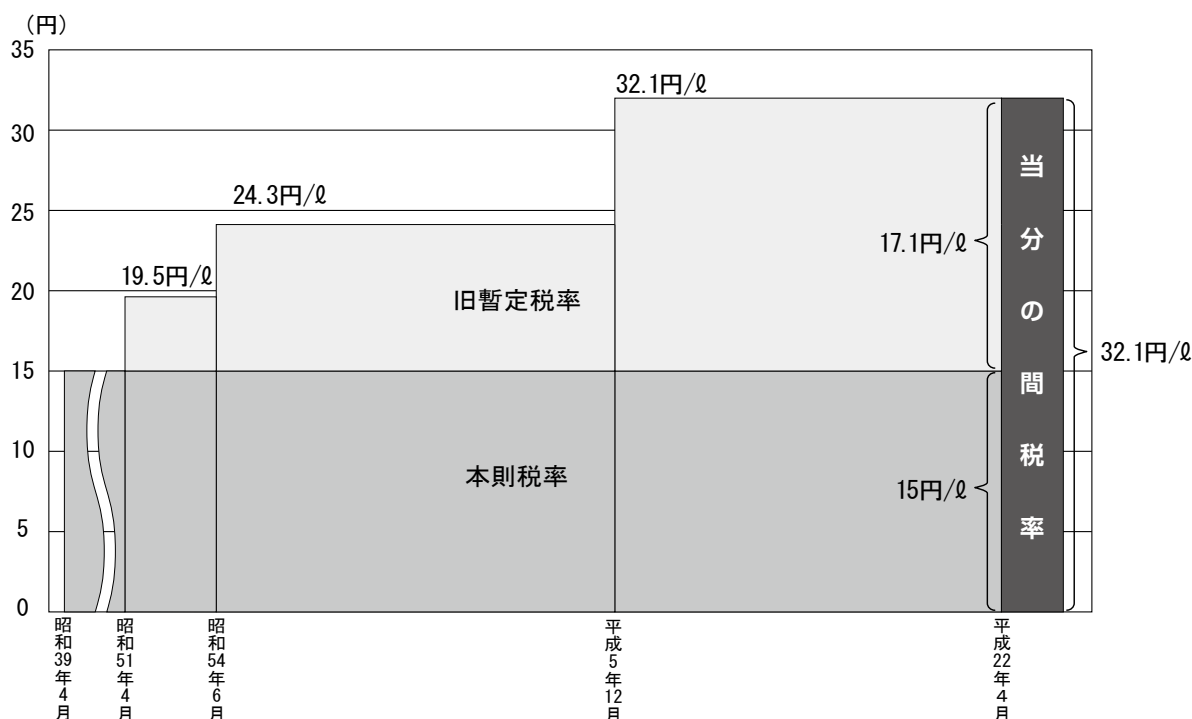 (円)
35
30
25
20
15
10
5
0
19.5円/ℓ
24.3円/ℓ
32.1円/ℓ
旧暫定税率
本則税率
17.1円/ℓ
15円/ℓ
当分の間税率
32.1円/ℓ
昭和39年4月
昭和51年4月
昭和54年6月
平成5年12月
平成22年4月